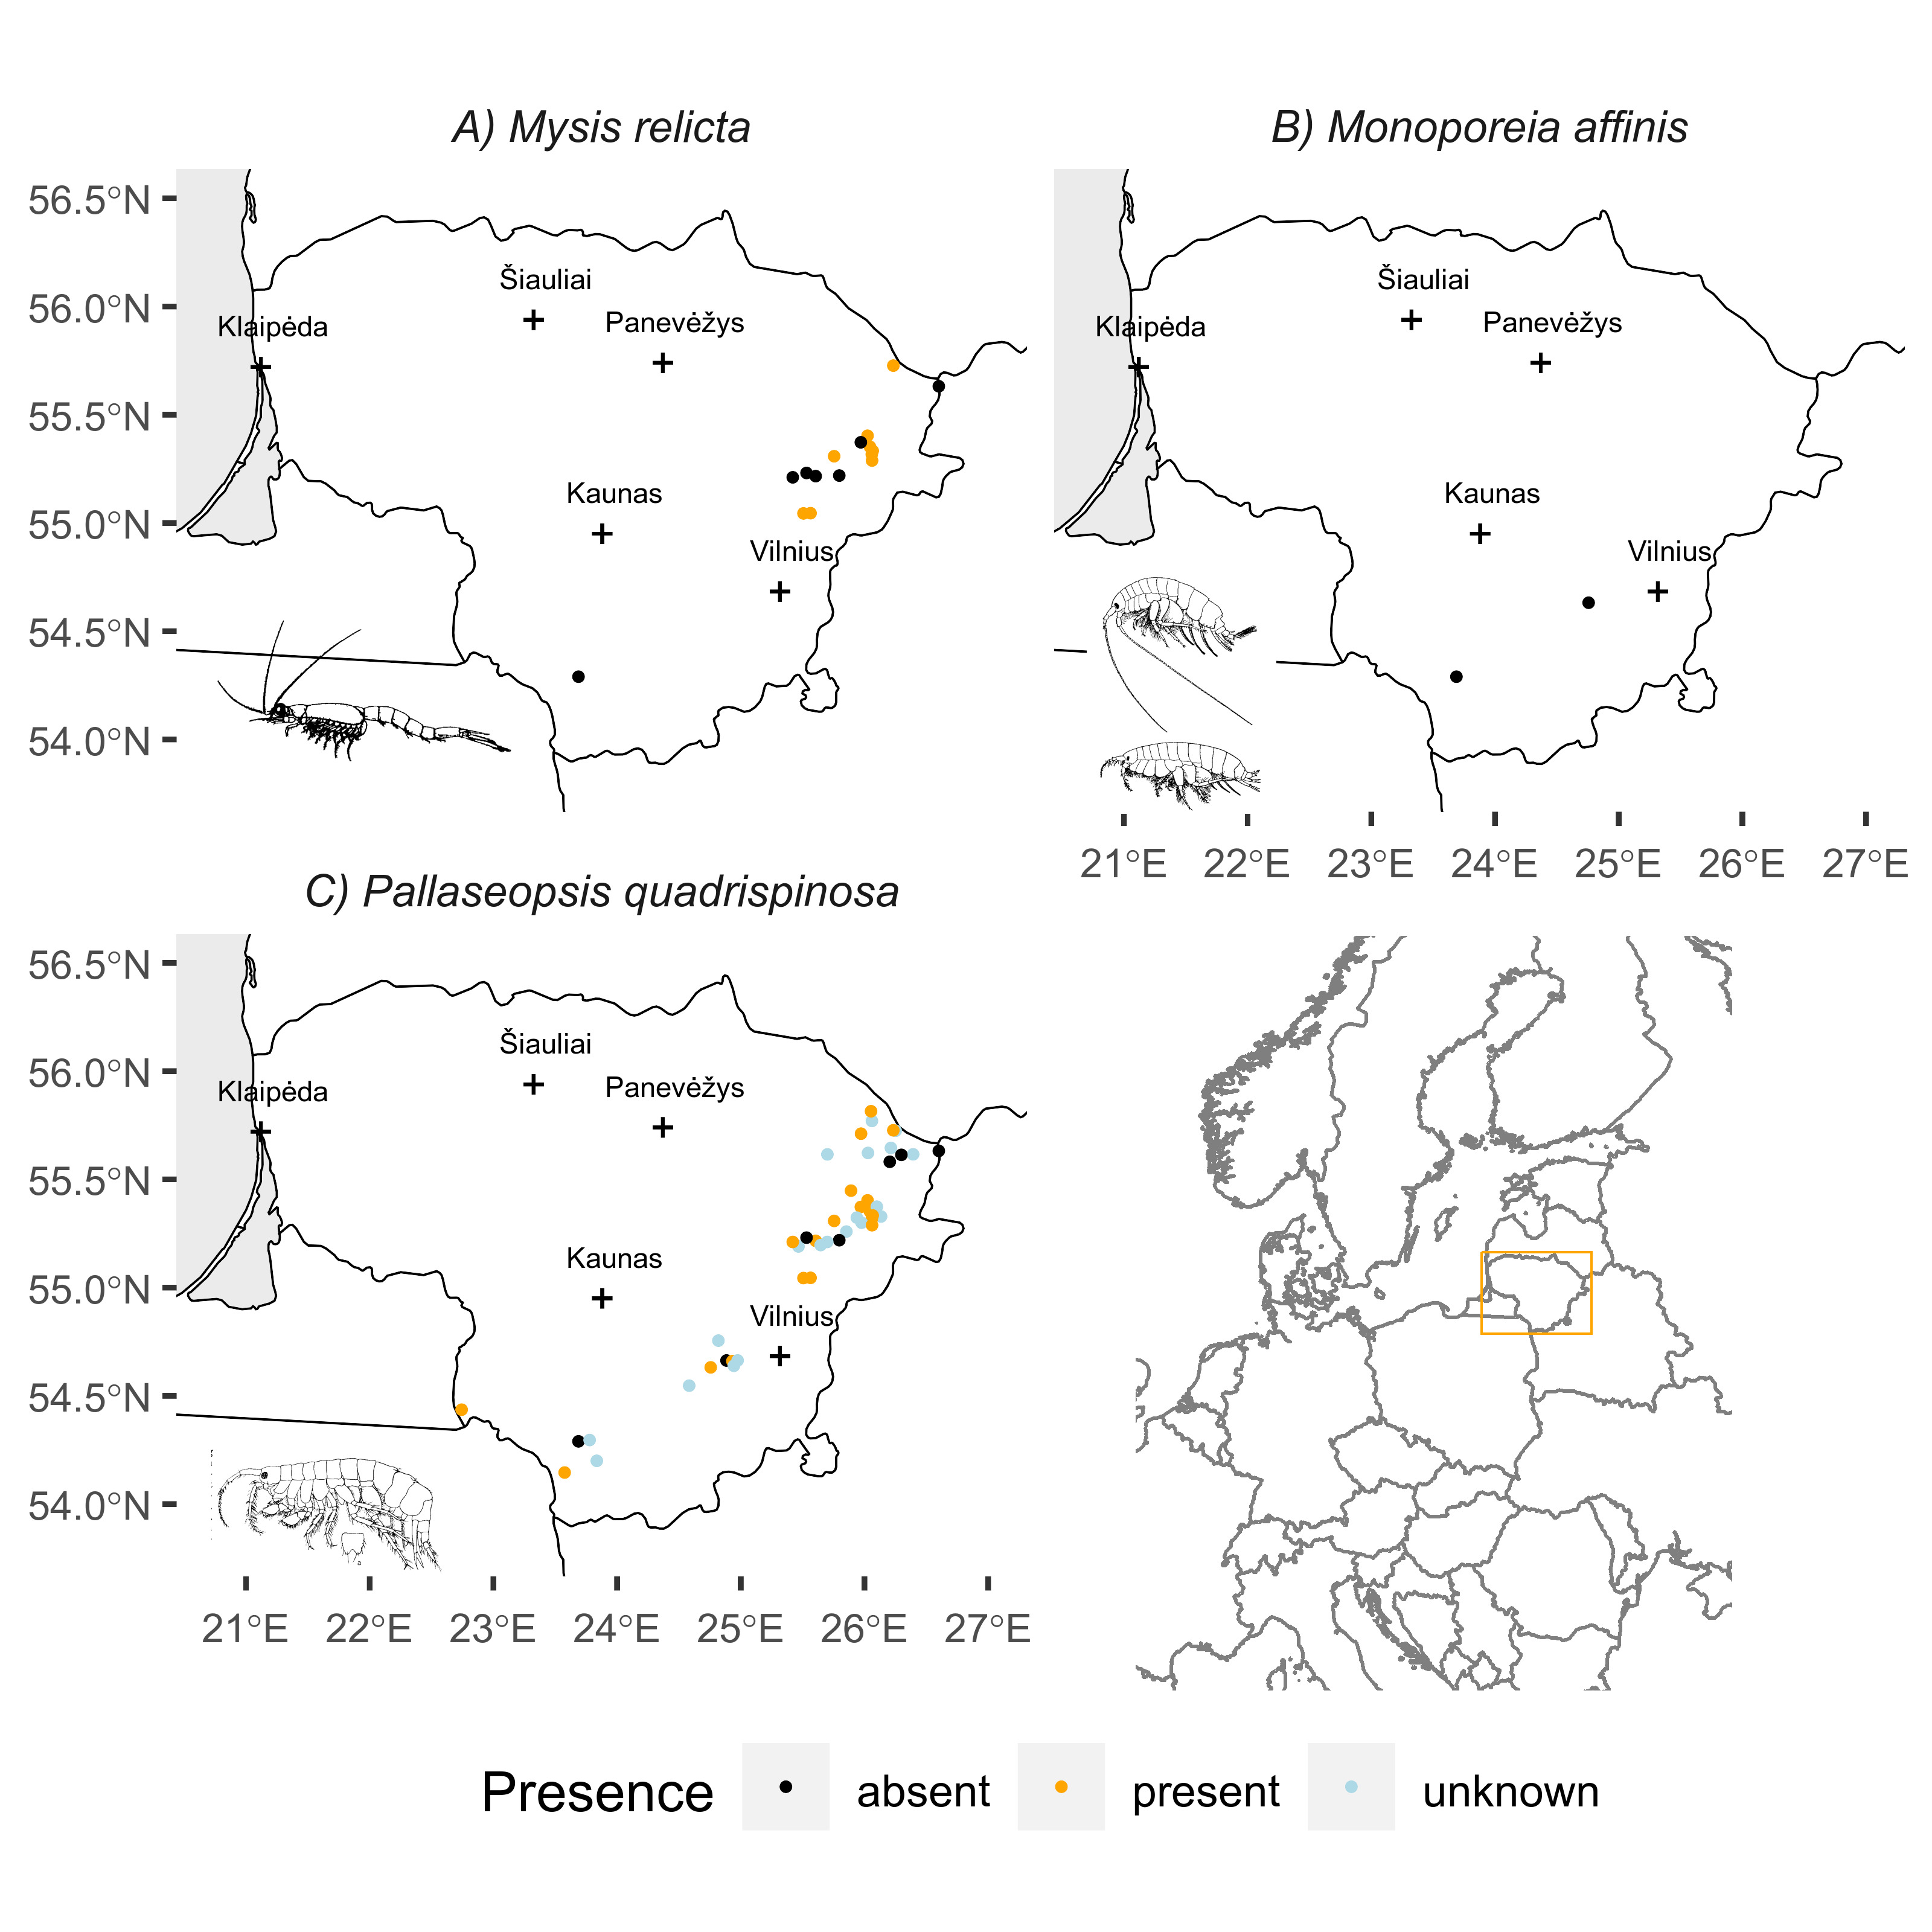 A) Mysis relicta
B) Monoporeia affinis
56.5°N
56.0°N
55.5°N
55.0°N
54.5°N
54.0°N
Šiauliai
Panevėžys
Klaipėda
Kaunas
Vilnius
Šiauliai
Panevėžys
Klaipėda
Kaunas
Vilnius
21°E 22°E 23°E 24°E 25°E 26°E 27°E
C) Pallaseopsis quadrispinosa
56.5°N
56.0°N
55.5°N
55.0°N
54.5°N
54.0°N
Šiauliai
Panevėžys
Klaipėda
Kaunas
Vilnius
21°E 22°E 23°E 24°E 25°E 26°E 27°E
Presence absent present unknown